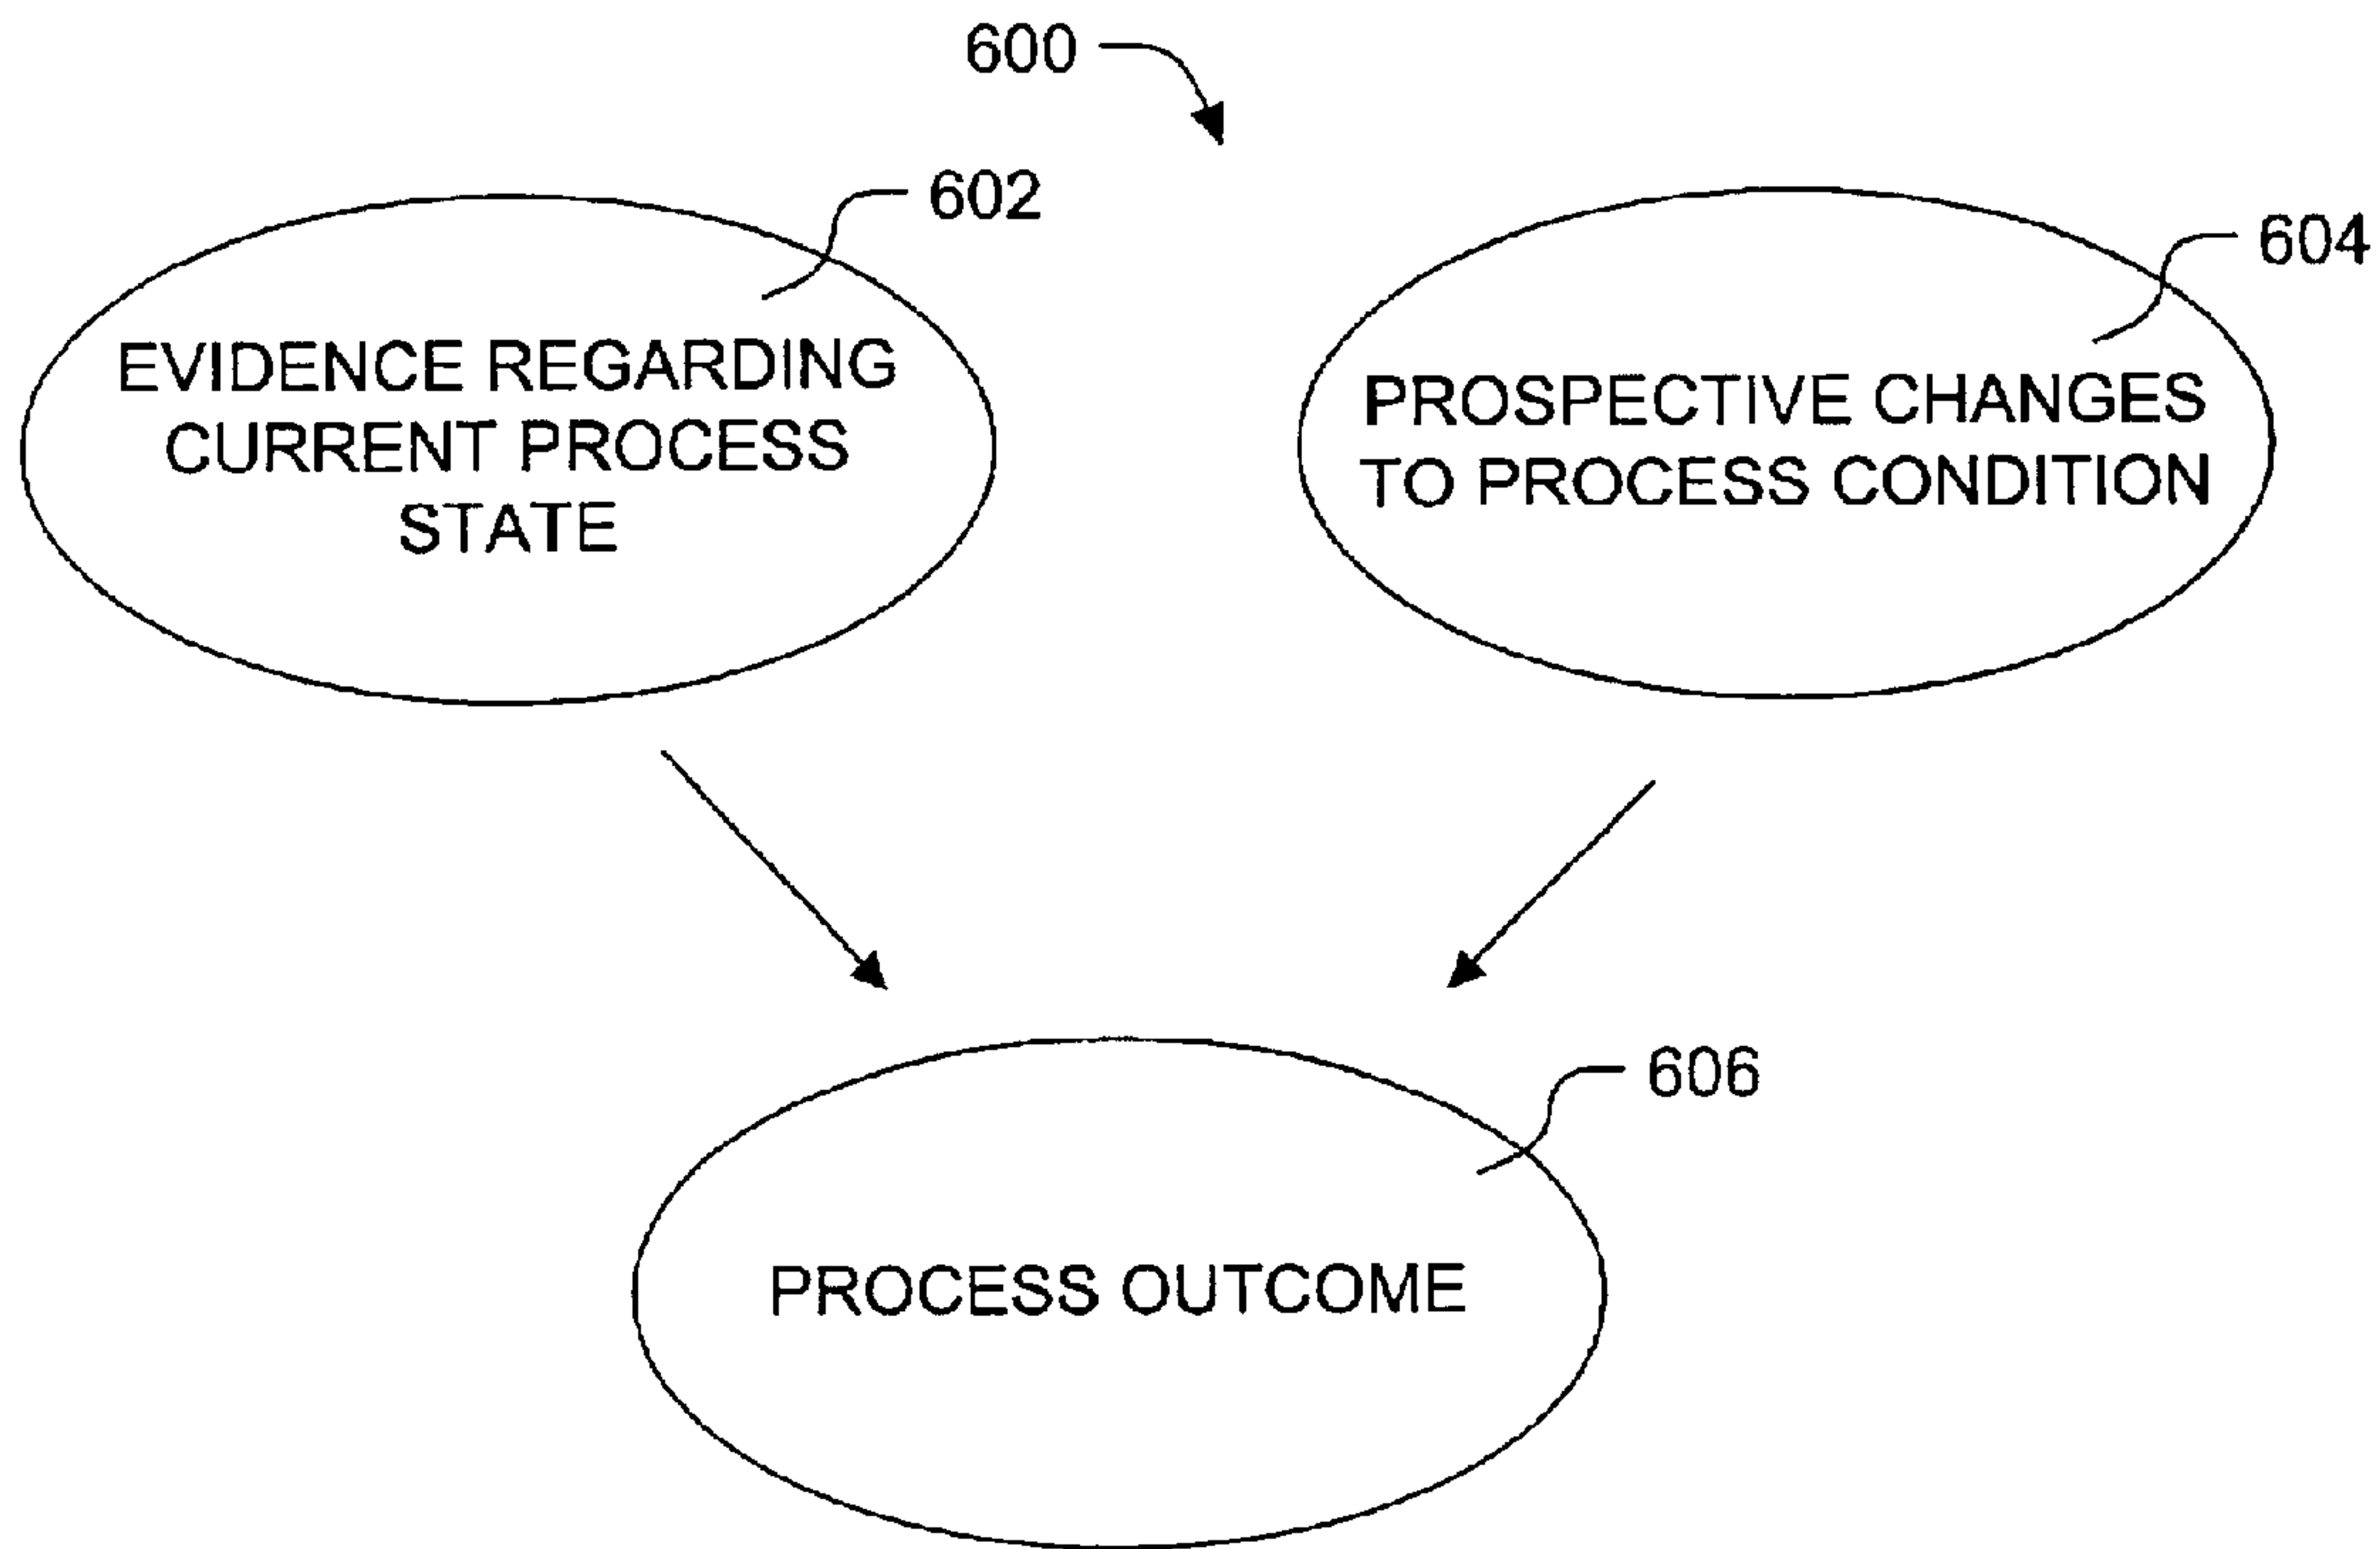 600
602
604
EVIDENCE REGARDING
CURRENT PROCESS
STATE
PROSPECTIVE CHANGES
TO PROCESS CONDITION
606
PROCESS OUTCOME